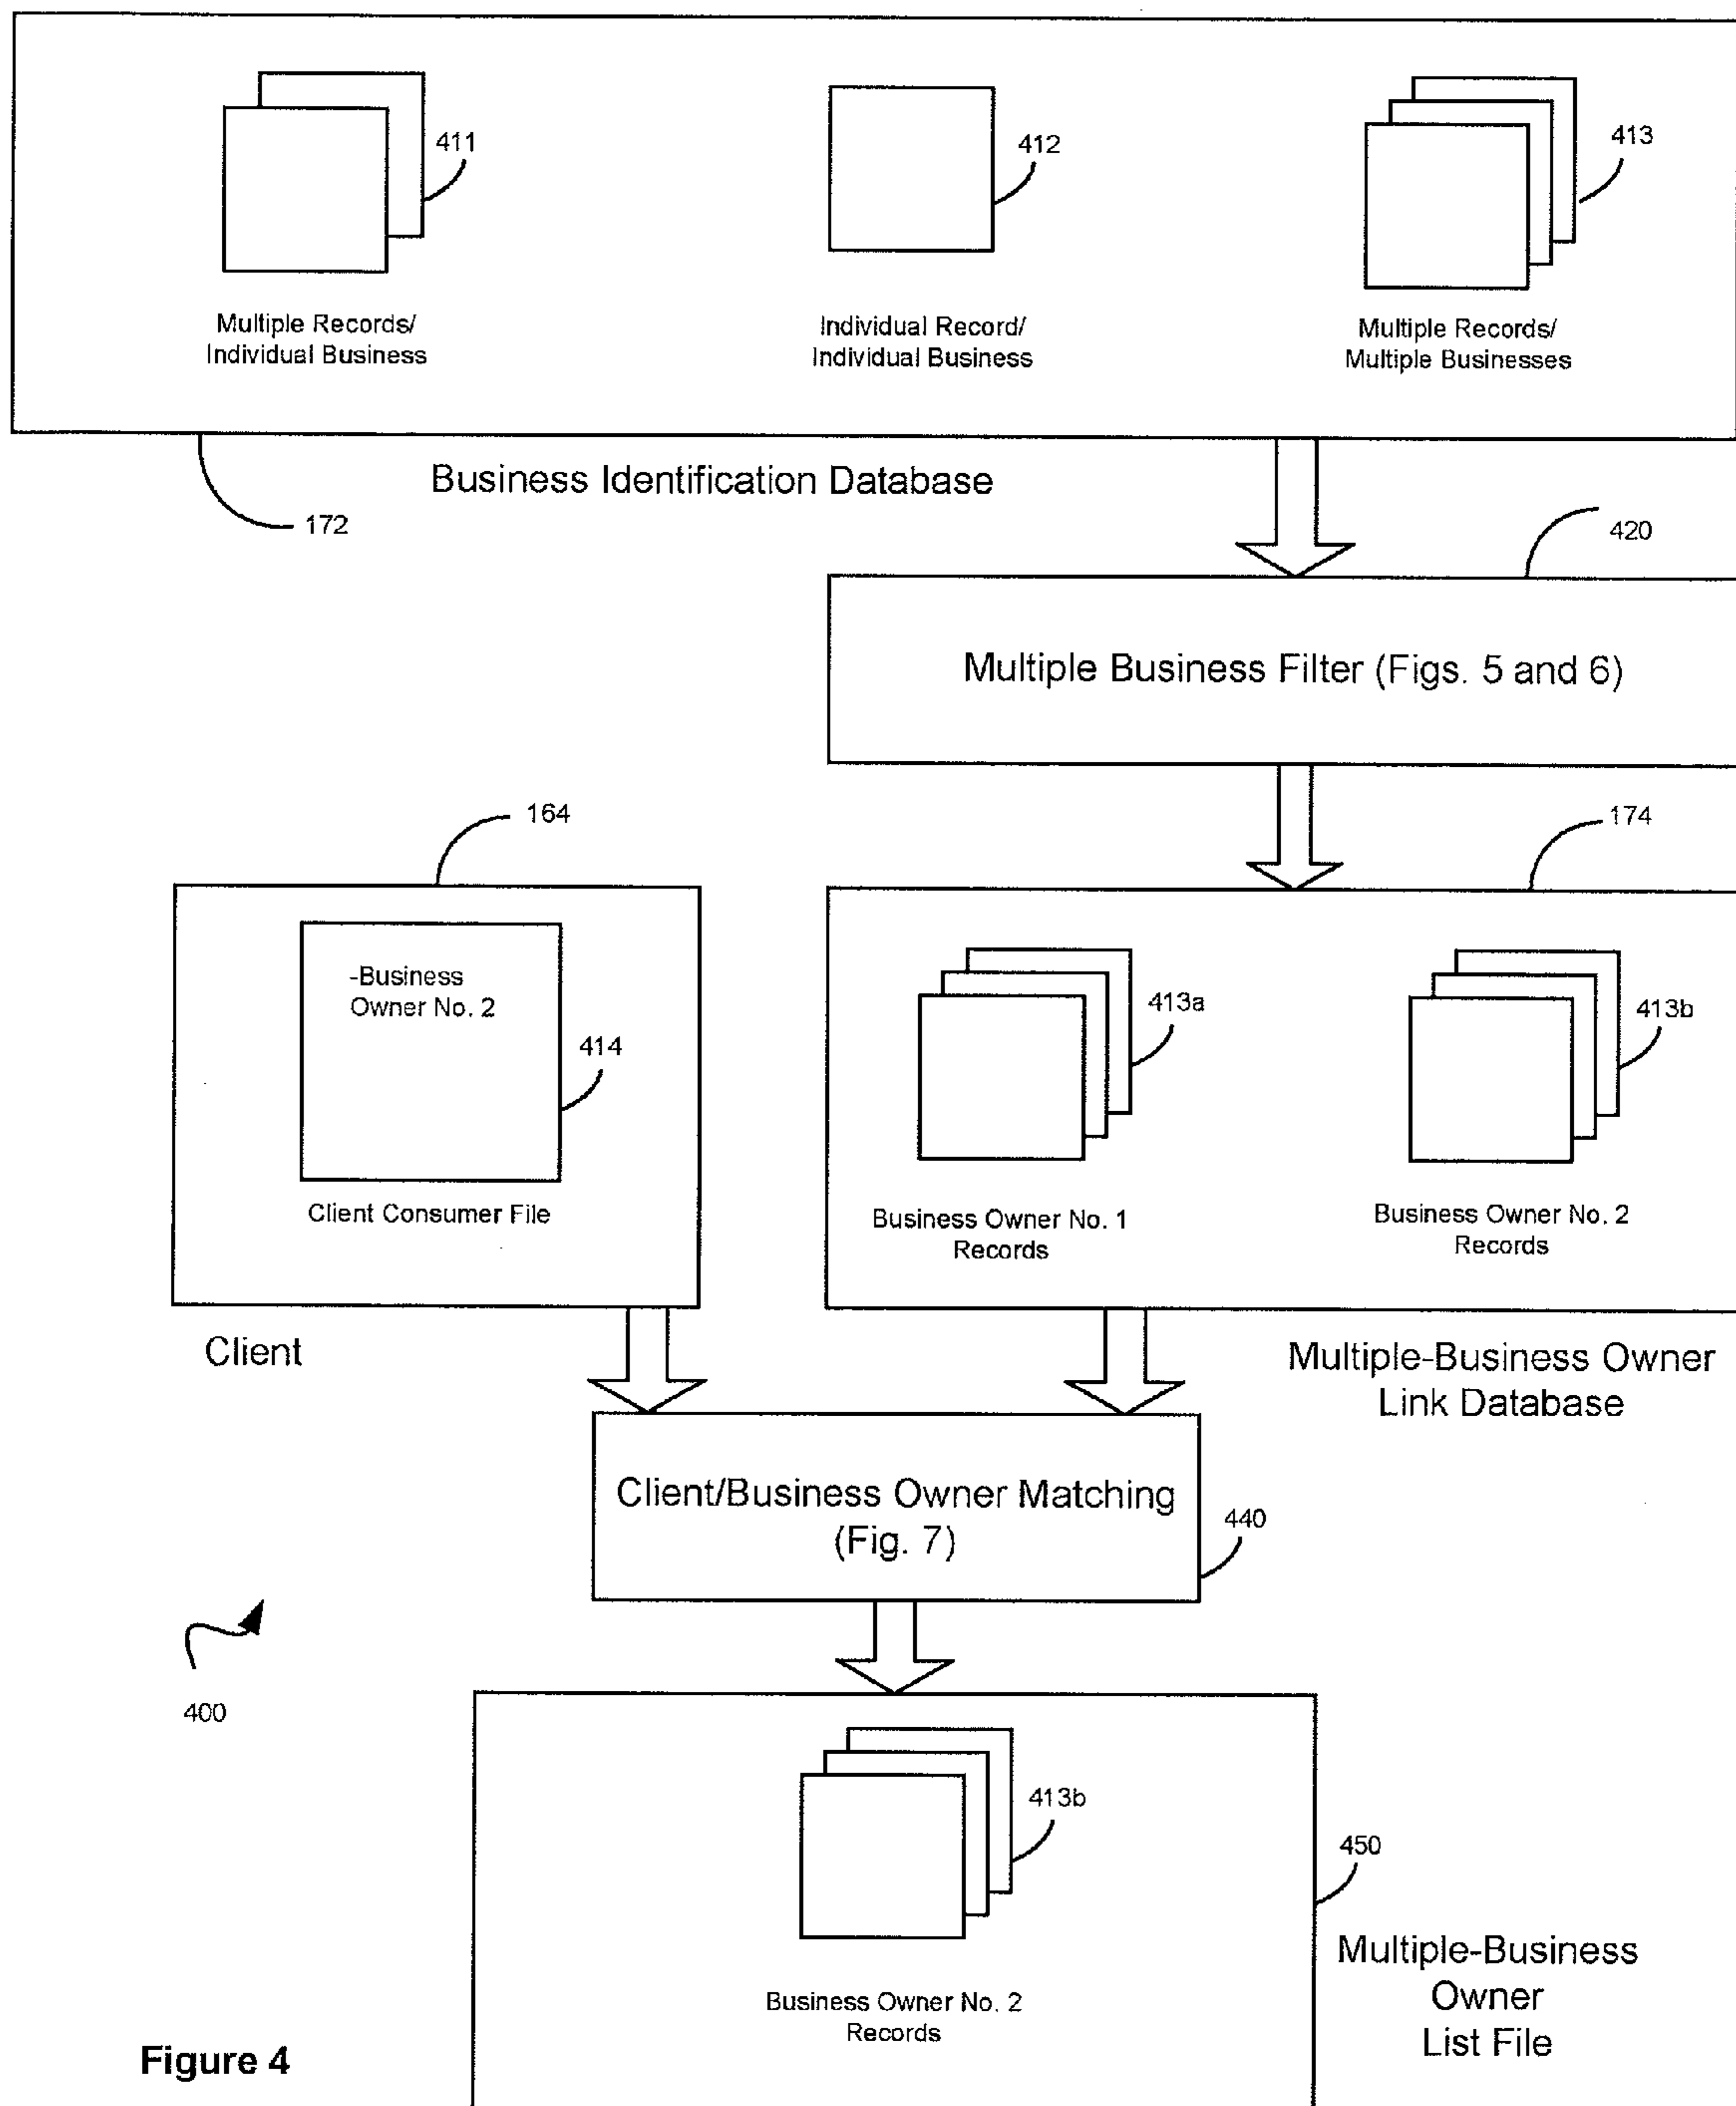 411
412
413
Multiple Records/
Individual Business
Individual Record/
Individual Business
Multiple Records/
Multiple Businesses
Business Identification Database
172
420
Multiple Business Filter (Figs. 5 and 6)
164
174
-Business
Owner No. 2
414
413a
413b
Client Consumer File
Business Owner No. 1
Records
Business Owner No. 2
Records
Client
Multiple-Business Owner
Link Database
Client/Business Owner Matching
(Fig. 7)
440
400
413b
450
Business Owner No. 2
Records
Multiple-Business
Owner
List File
Figure 4